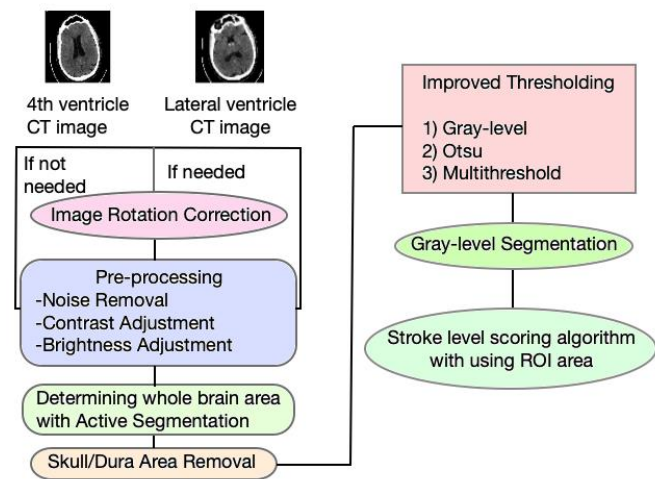 4th ventricle
CT image
Lateral ventricle
CT image
If not
needed
If needed
Image Rotation Correction
Pre-processing
-Noise Removal
-Contrast Adjustment
-Brightness Adjustment
Determining whole brain area
with Active Segmentation
Skull/Dura Area Removal
Improved Thresholding
1) Gray-level
2) Otsu
3) Multithreshold
Gray-level Segmentation
Stroke level scoring algorithm
with using ROI area